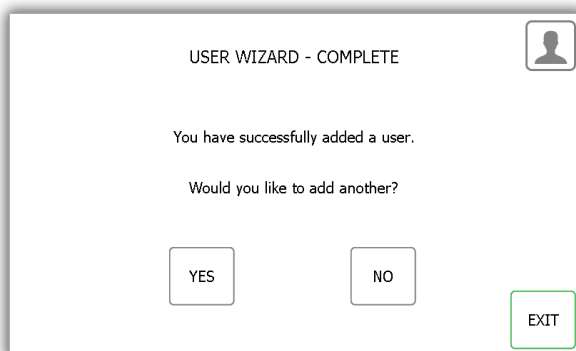 USER WIZARD - COMPLETE
You have successfully added a user.
Would you like to add another?
YES
NO
EXIT